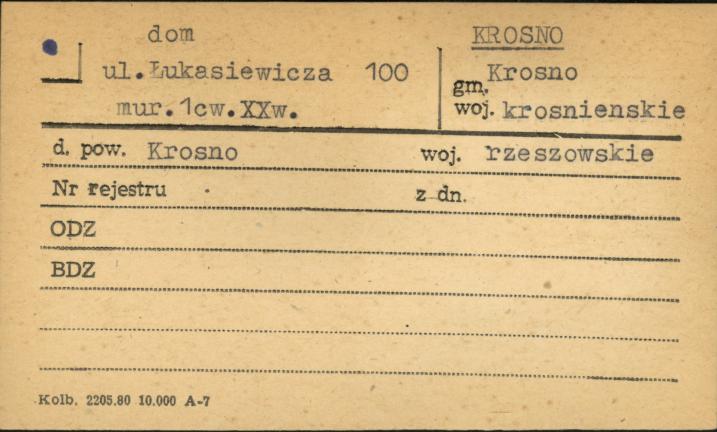 dom KROSNO
ul.Łukasiewicza 100 gm. Krosno
mur.1cw.XXw. woj. krosnienskie
d. pow. Krosno woj. rzeszowskie
Nr rejestru z dn.
ODZ
BDZ
Kolb. 2205.80 10.000 A-7